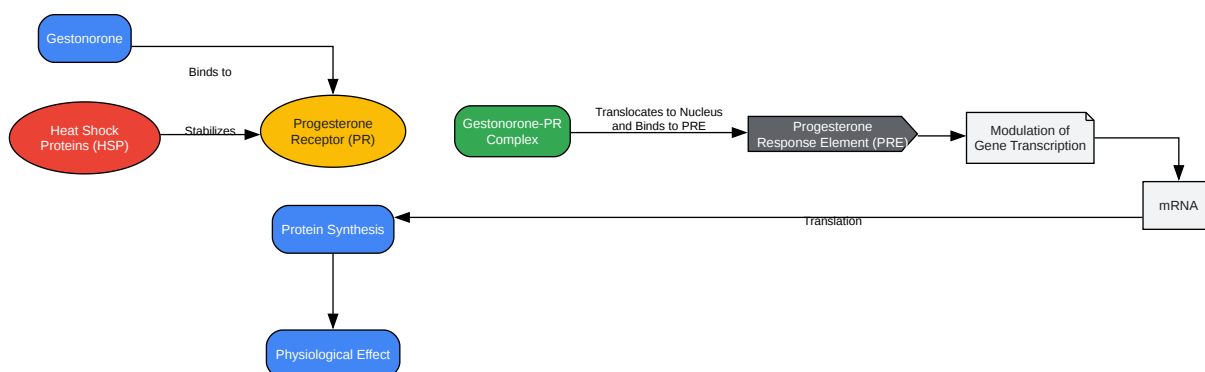 Gestonorone
Binds to
Heat Shock
Proteins (HSP)
Stabilizes
Progesterone
Receptor (PR)
Gestonorone-PR
Complex
Translocates to Nucleus
and Binds to PRE
Progesterone
Response Element (PRE)
Modulation of
Gene Transcription
mRNA
Translation
Protein Synthesis
Physiological Effect